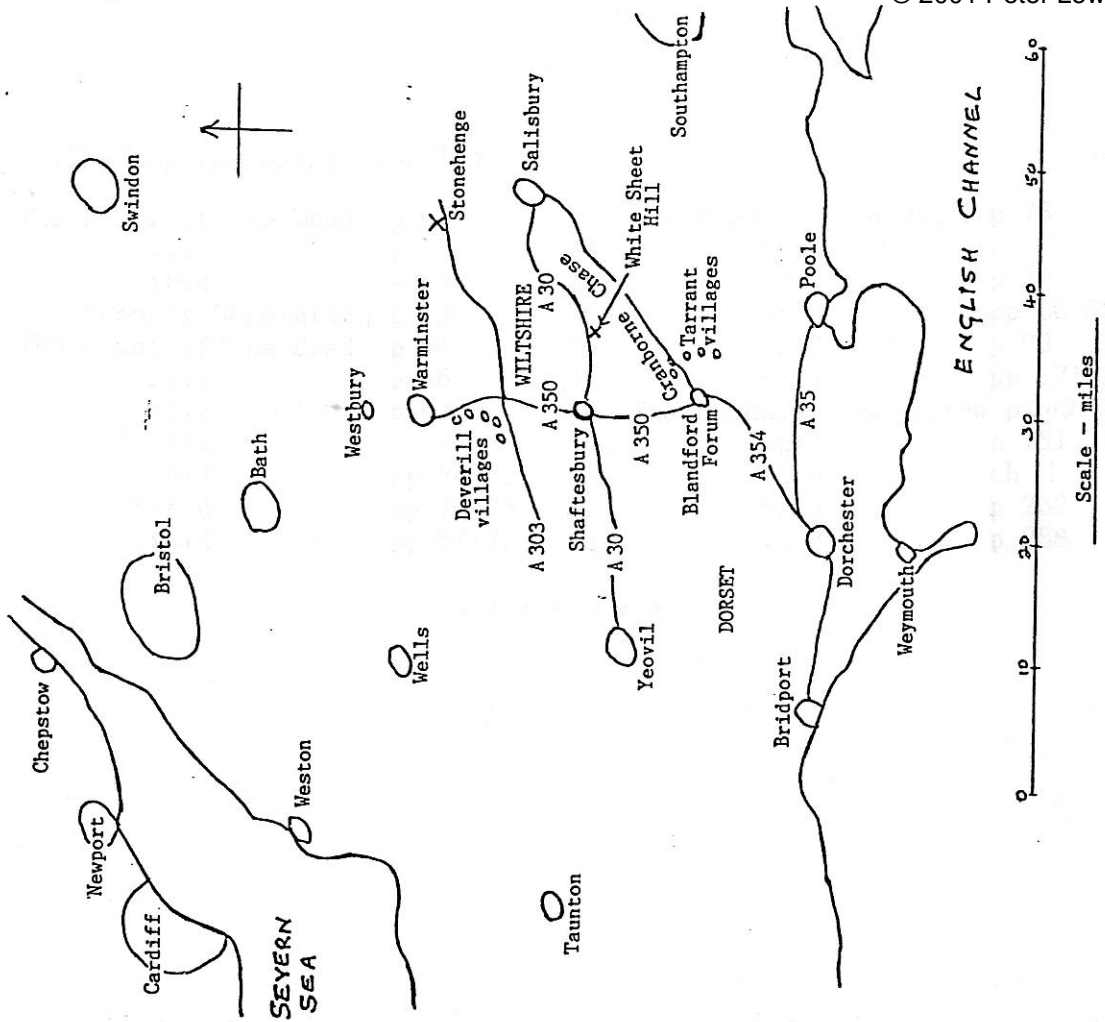 © 2001 Peter Low
Swindon
Chepstow
Newport
Cardiff
Bristol
Bath
SEVERN
SEA
Weston
Westbury
Warminster
Stonehenge
Wells
Deverill
villages
A 303
WILTSHIRE
A 350
A 30
Salisbury
Taunton
Shaftesbury
A 30
Yeovil
White Sheet
Hill
Cranborne Chase
A 350
Tarrant
villages
Southampton
Blandford
Forum
DORSET
A 354
A 35
Poole
Bridport
Dorchester
Weymouth
ENGLISH CHANNEL
0 10 20 30 40 50 60
Scale - miles